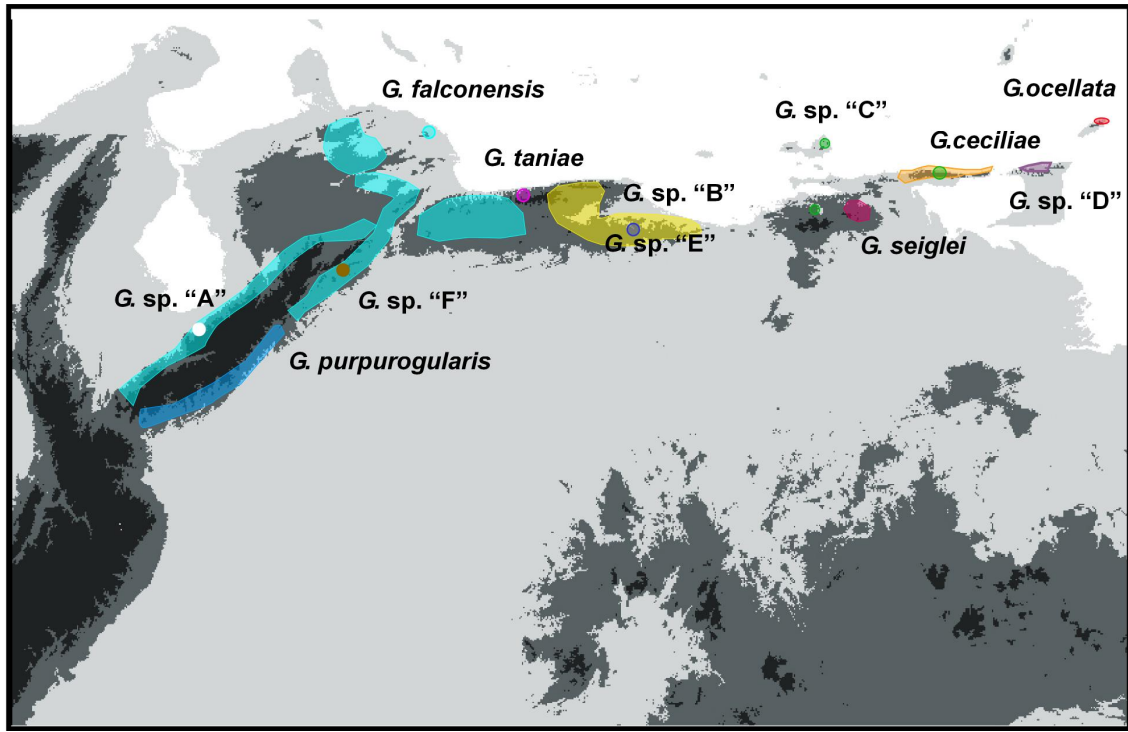 G. falconensis
G.ocellata
G. sp. “C”
G.ceciliae
G. taniae
G. sp. “B”
G. sp. “D”
G. sp. “E”
G. seiglei
G. sp. “A”
G. sp. “F”
G. purpurogularis